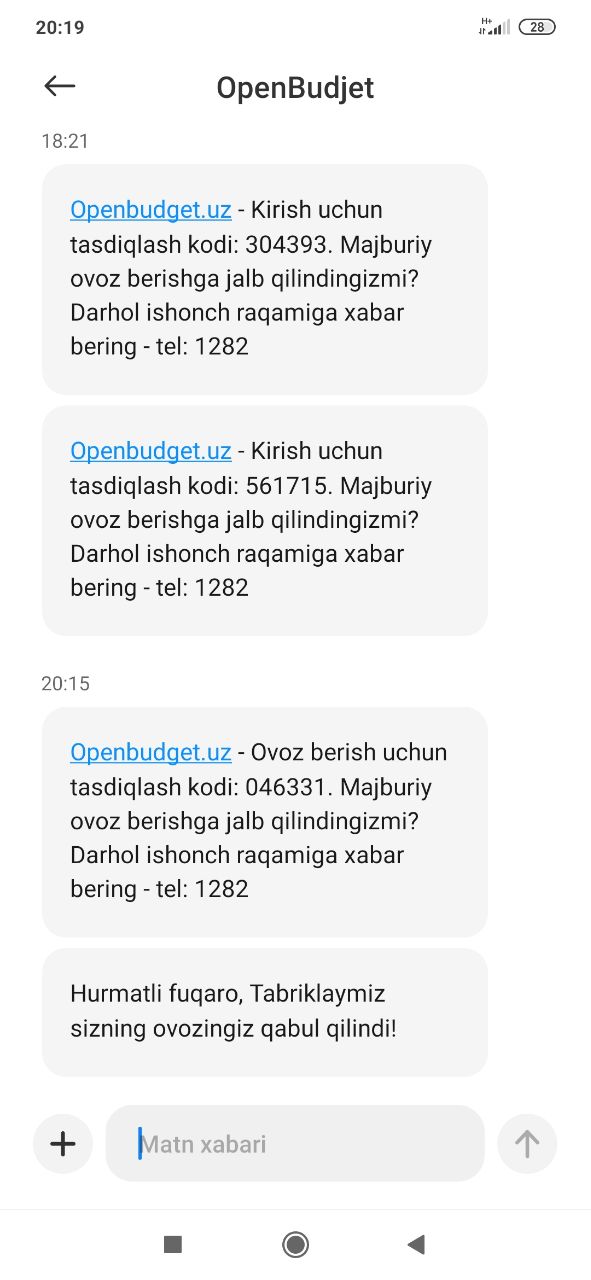 20:19
H+
28
OpenBudjet
18:21
Openbudget.uz - Kirish uchun
tasdiqlash kodi: 304393. Majburiy
ovoz berishga jalb qilindingizmi?
Darhol ishonch raqamiga xabar
bering - tel: 1282
Openbudget.uz - Kirish uchun
tasdiqlash kodi: 561715. Majburiy
ovoz berishga jalb qilindingizmi?
Darhol ishonch raqamiga xabar
bering - tel: 1282
20:15
Openbudget.uz - Ovoz berish uchun
tasdiqlash kodi: 046331. Majburiy
ovoz berishga jalb qilindingizmi?
Darhol ishonch raqamiga xabar
bering - tel: 1282
Hurmatli fuqaro, Tabriklaymiz
sizning ovozingiz qabul qilindi!
Matn xabari